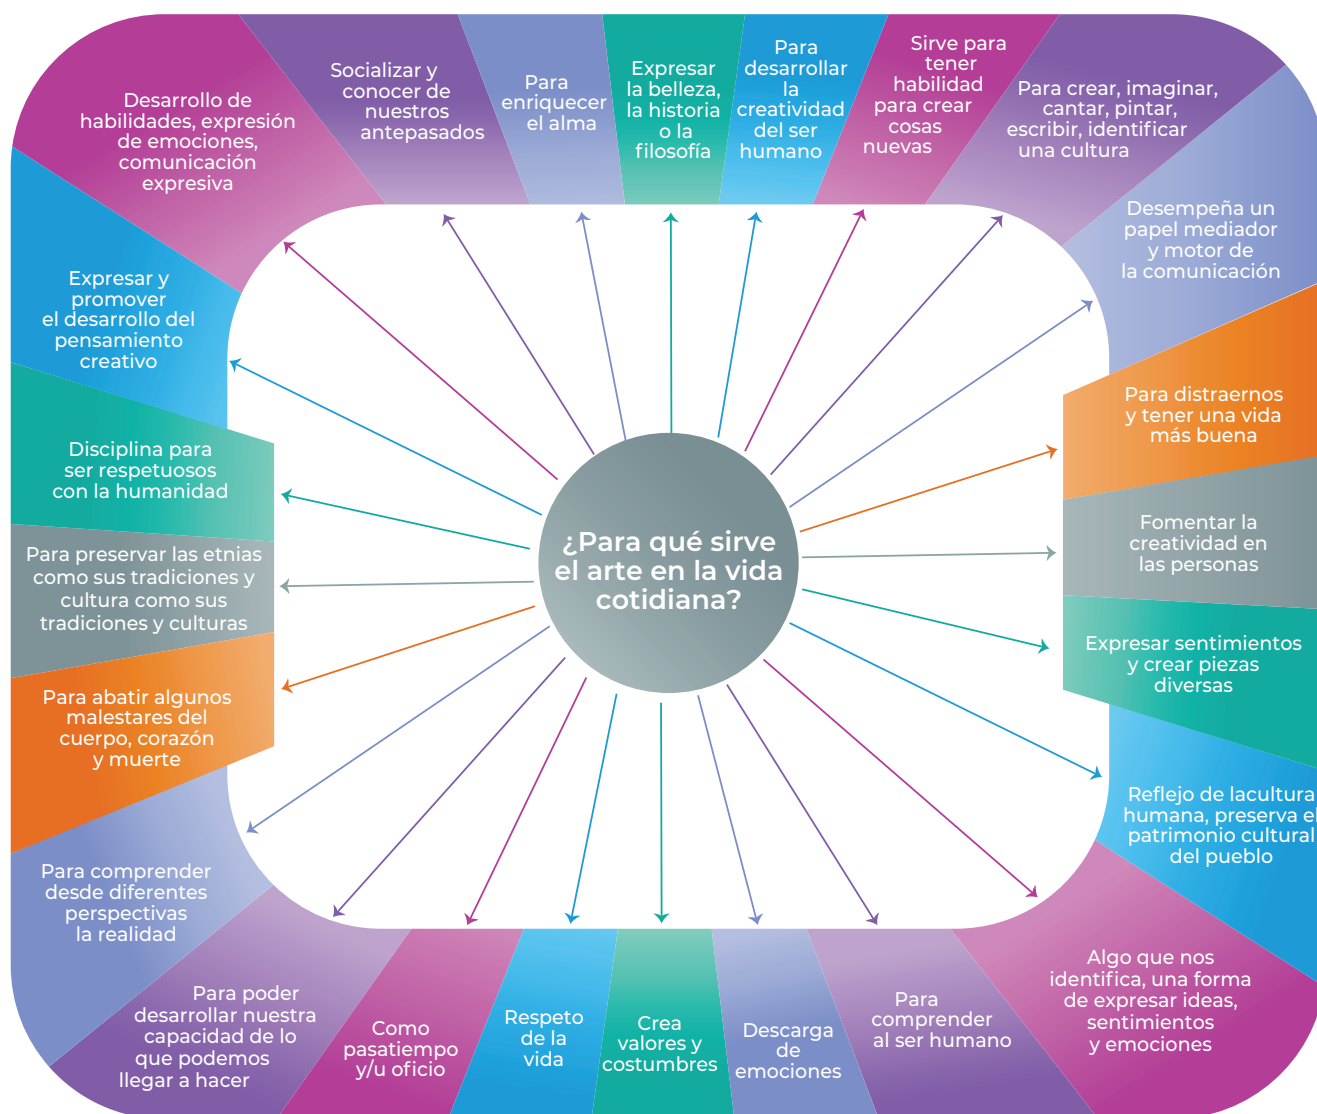 ¿Para qué sirve
el arte en la vida
cotidiana?
Desarrollo de
habilidades, expresión
de emociones,
comunicación
expresiva
Socializar y
conocer de
nuestros
antepasados
Para
enriquecer
el alma
Expresar
la belleza,
la historia
o la
filosofía
Para
desarrollar
la
creatividad
del ser
humano
Sirve para
tener
habilidad
para crear
cosas
nuevas
Para crear, imaginar,
cantar, pintar,
escribir, identificar
una cultura
Desempeña un
papel mediador
y motor de
la comunicación
Para distraernos
y tener una vida
más buena
Fomentar la
creatividad en
las personas
Expresar sentimientos
y crear piezas
diversas
Reflejo de lacultura
humana, preserva el
patrimonio cultural
del pueblo
Algo que nos
identifica, una forma
de expresar ideas,
sentimientos
y emociones
Para
comprender
al ser humano
Descarga
de
emociones
Crea
valores y
costumbres
Respeto
de la
vida
Como
pasatiempo
y/u oficio
Para poder
desarrollar nuestra
capacidad de lo
que podemos
llegar a hacer
Para comprender
desde diferentes
perspectivas
la realidad
Para abatir algunos
malestares del
cuerpo, corazón
y muerte
Para preservar las etnias
como sus tradiciones y
cultura como sus
tradiciones y culturas
Disciplina para
ser respetuosos
con la humanidad
Expresar y
promover
el desarrollo del
pensamiento
creativo